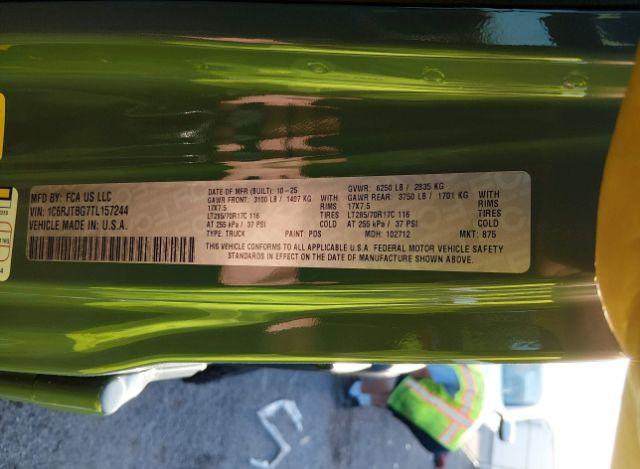 MFD BY: FCA US LLC
VIN: 1C6RJTBG7TL157244
VEHICLE MADE IN: U.S.A.
DATE OF MFR (BUILT): 10-25
GAWR FRONT: 3100 LB / 1407 KG WITH
17X7.5 RIMS
LT285/70R17C 116 TIRES
AT 255 kPa / 37 PSI COLD
TYPE: TRUCK
GVWR: 6250 LB / 2835 KG
GAWR REAR: 3750 LB / 1701 KG WITH
17X7.5 RIMS
LT285/70R17C 116 TIRES
AT 255 kPa / 37 PSI COLD
PAINT: PDS MDH: 102712 MKT: 875
THIS VEHICLE CONFORMS TO ALL APPLICABLE U.S.A. FEDERAL MOTOR VEHICLE SAFETY
STANDARDS IN EFFECT ON THE DATE OF MANUFACTURE SHOWN ABOVE.